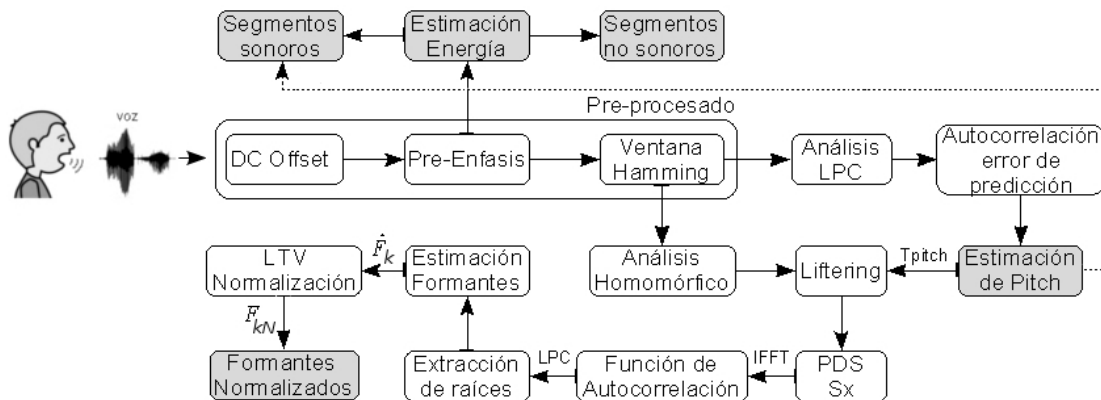 Segmentos
sonoros
Estimación
Energía
Segmentos
no sonoros
Pre-procesado
voz
DC Offset
Pre-Enfasis
Ventana
Hamming
Análisis
LPC
Autocorrelación
error de
predicción
LTV
Normalización
F̂k
Estimación
Formantes
Análisis
Homomórfico
Liftering
Tpitch
Estimación
de Pitch
F̅kN
Formantes
Normalizados
Extracción
de raíces
LPC
Función de
Autocorrelación
IFFT
PDS
Sx